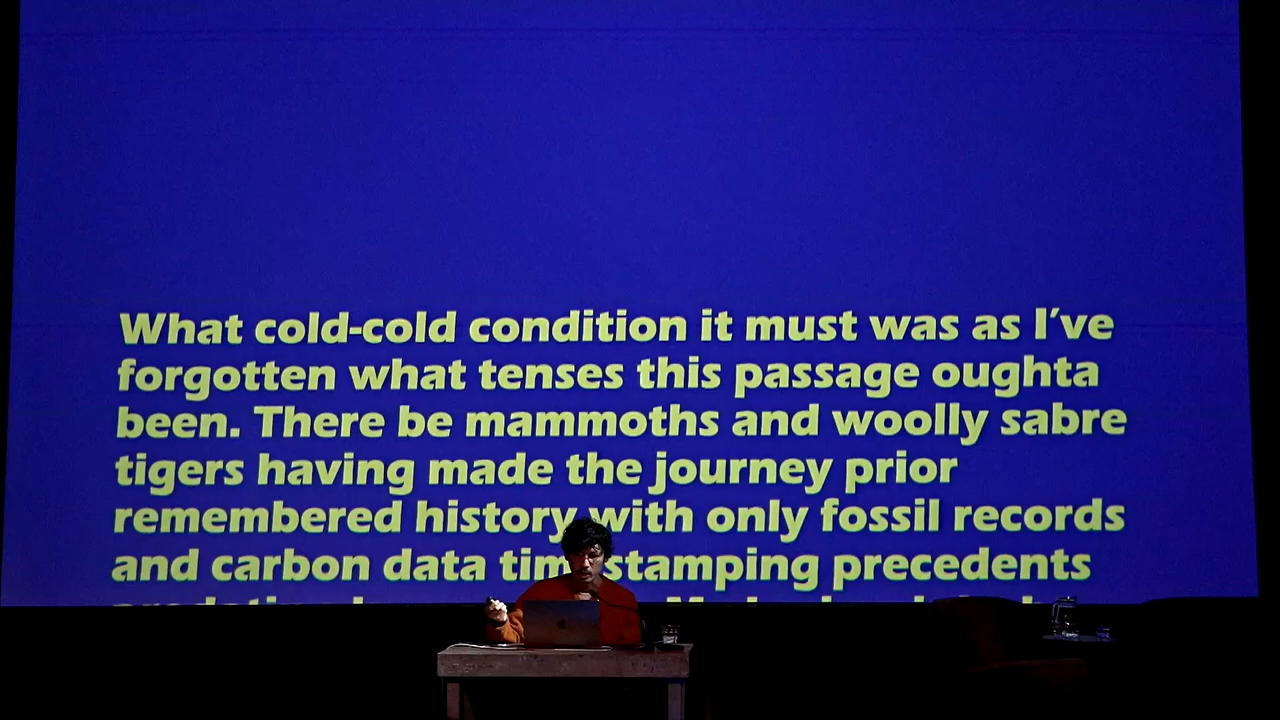 What cold-cold condition it must was as I've
forgotten what tenses this passage oughta
been. There be mammoths and woolly sabre
tigers having made the journey prior
remembered history with only fossil records
and carbon data stamping precedents